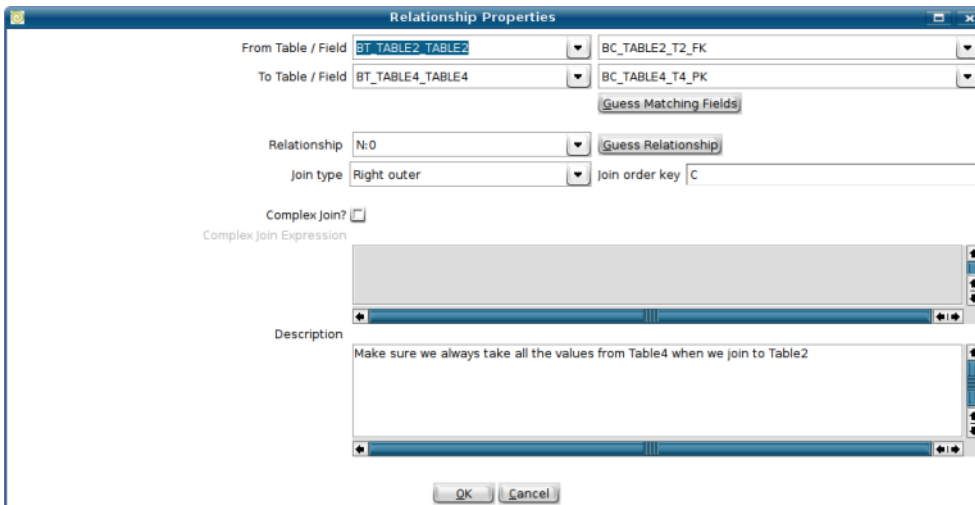 Relationship Properties
From Table / Field BT_TABLE2_TABLE2 BC_TABLE2_T2_FK
To Table / Field BT_TABLE4_TABLE4 BC_TABLE4_T4_PK
Guess Matching Fields
Relationship N:0 Guess Relationship
Join type Right outer Join order key C
Complex Join?
Complex Join Expression
Description
Make sure we always take all the values from Table4 when we join to Table2
OK Cancel